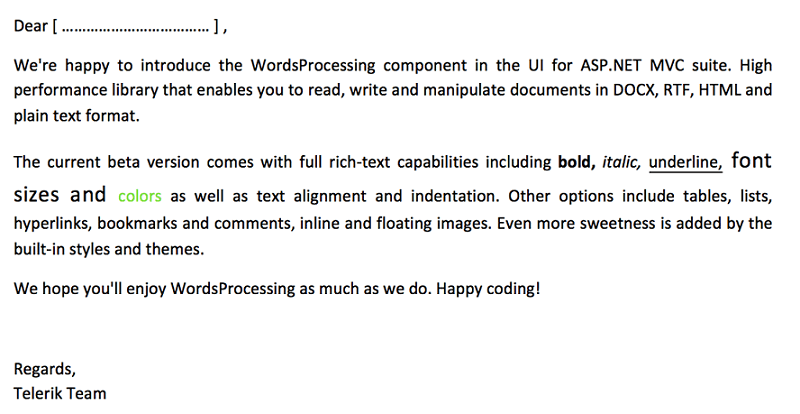 Dear [ ………………………………… ] ,
We're happy to introduce the WordsProcessing component in the UI for ASP.NET MVC suite. High
performance library that enables you to read, write and manipulate documents in DOCX, RTF, HTML and
plain text format.
The current beta version comes with full rich-text capabilities including bold, italic, underline, font
sizes and colors as well as text alignment and indentation. Other options include tables, lists,
hyperlinks, bookmarks and comments, inline and floating images. Even more sweetness is added by the
built-in styles and themes.
We hope you'll enjoy WordsProcessing as much as we do. Happy coding!
Regards,
Telerik Team